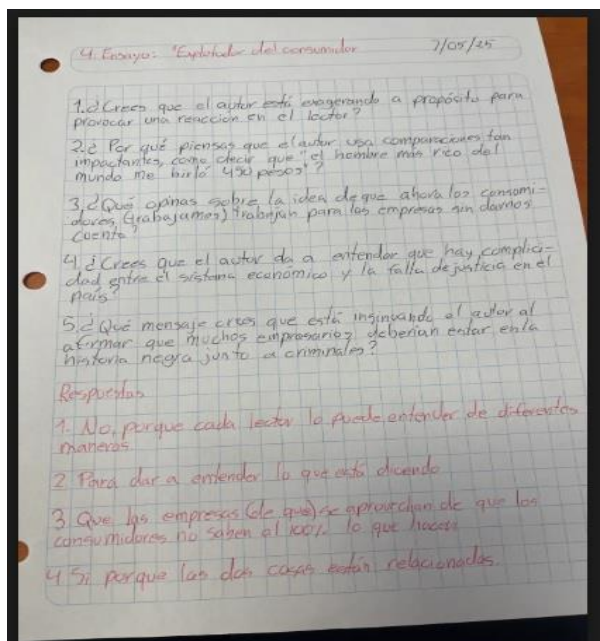 4. Ensayo: "Explotador del consumidor 7/05/25
1. ¿Crees que el autor está exagerando a propósito para
provocar una reacción en el lector?
2. ¿Por qué piensas que el autor usa comparaciones tan
impactantes, como decir que "el hombre más rico del
mundo me birló 450 pesos"?
3. ¿Qué opinas sobre la idea de que ahora los consumi-
dores (trabajamos) trabajan para las empresas sin darnos
cuenta?
4. ¿Crees que el autor da a entender que hay complici-
dad entre el sistema económico y la falla de justicia en el
país?
5. ¿Qué mensaje crees que está insinuando el autor al
afirmar que muchos empresarios deberían estar en la
historia negra junto a criminales?
Respuestas
1. No, porque cada lector lo puede entender de diferentes
maneras.
2 Para dar a entender lo que está diciendo
3 Que las empresas (de que) se aprovechan de que los
consumidores no saben al 100% lo que hacen
4 Si porque las dos cosas están relacionadas.